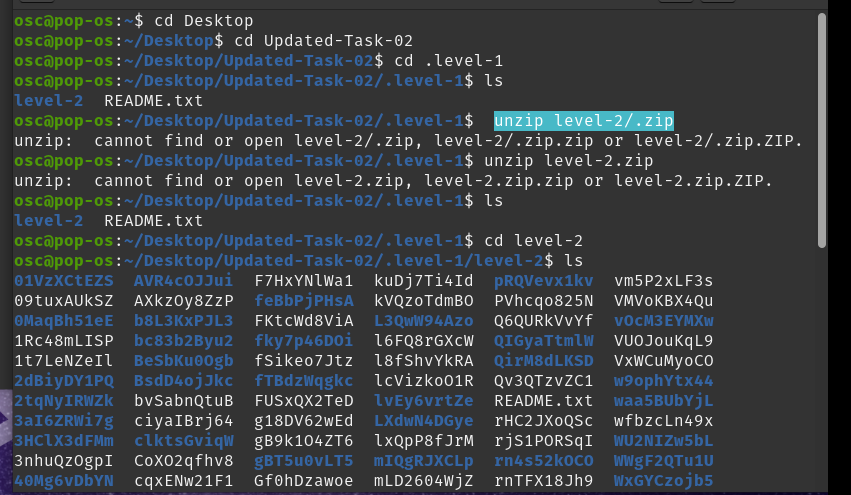 osc@pop-os:~$ cd Desktop
osc@pop-os:~/Desktop$ cd Updated-Task-02
osc@pop-os:~/Desktop/Updated-Task-02$ cd .level-1
osc@pop-os:~/Desktop/Updated-Task-02/.level-1$ ls
level-2  README.txt
osc@pop-os:~/Desktop/Updated-Task-02/.level-1$  unzip level-2/.zip
unzip:  cannot find or open level-2/.zip, level-2/.zip.zip or level-2/.zip.ZIP.
osc@pop-os:~/Desktop/Updated-Task-02/.level-1$ unzip level-2.zip
unzip:  cannot find or open level-2.zip, level-2.zip.zip or level-2.zip.ZIP.
osc@pop-os:~/Desktop/Updated-Task-02/.level-1$ ls
level-2  README.txt
osc@pop-os:~/Desktop/Updated-Task-02/.level-1$ cd level-2
osc@pop-os:~/Desktop/Updated-Task-02/.level-1/level-2$ ls
01VzXCtEZS  AVR4cOJJui  F7HxYNlWa1  kuDj7Ti4Id  pRQVevx1kv  vm5P2xLF3s
09tuxAUkSZ  AXkzOy8ZzP  feBbPjPHsA  kVQzoTdmBO  PVhcqo825N  VMVoKBX4Qu
0MaqBh51eE  b8L3KxPJL3  FKtcWd8ViA  L3QwW94Azo  Q6QURkVvYf  vOcM3EYMXw
1Rc48mLISP  bc83b2Byu2  fky7p46DOi  l6FQ8rGXcW  QIGyaTtmlW  VUOJouKqL9
1t7LeNZeIl  BeSbKu0Ogb  fSikeo7Jtz  l8fShvYkRA  QirM8dLKSD  VxWCuMyoCO
2dBiyDY1PQ  BsdD4ojJkc  fTBdzWqgkc  lcVizkoO1R  Qv3QTzvZC1  w9ophYtx44
2tqNyIRWZk  bvSabnQtuB  FUSxQX2TeD  lvEy6vrtZe  README.txt  waa5BUbYjL
3aI6ZRWi7g  ciyaIBrj64  g18DV62wEd  LXdwN4DGye  rHC2JXoQSc  wfbzcLn49x
3HClX3dFMm  clktsGviqW  gB9k1O4ZT6  lxQpP8fJrM  rjS1PORSqI  WU2NIZw5bL
3nhuQzOgpI  CoXO2qfhv8  gBT5u0vLT5  mIQgRJXCLp  rn4s52kOCO  WWgF2QTu1U
40Mg6vDbYN  cqxENw21F1  Gf0hDzawoe  mLD2604WjZ  rnTFX18Jh9  WxGYCzojb5